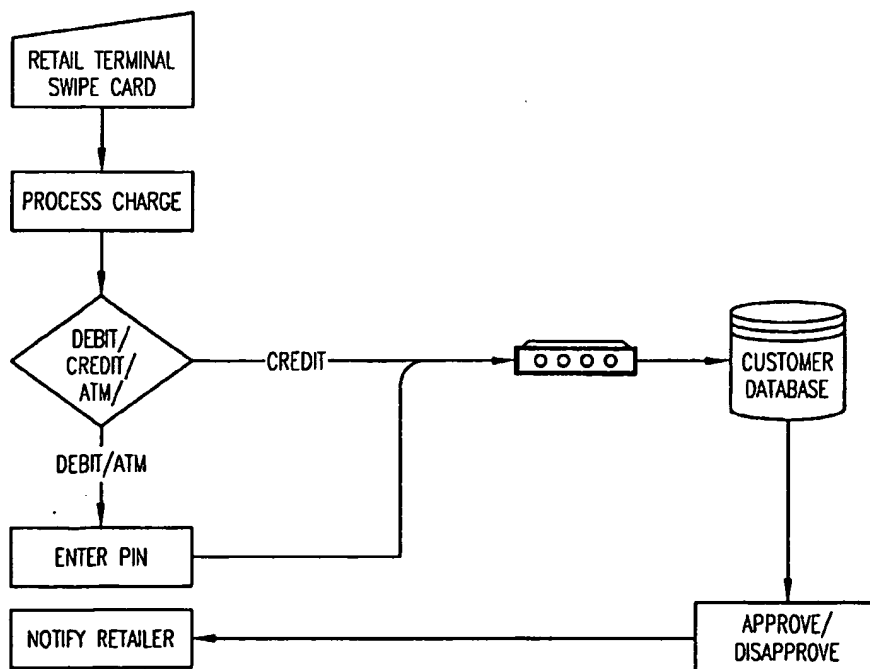 RETAIL TERMINAL
SWIPE CARD
PROCESS CHARGE
DEBIT/
CREDIT/
ATM/
CREDIT
CUSTOMER
DATABASE
DEBIT/ATM
ENTER PIN
NOTIFY RETAILER
APPROVE/
DISAPPROVE